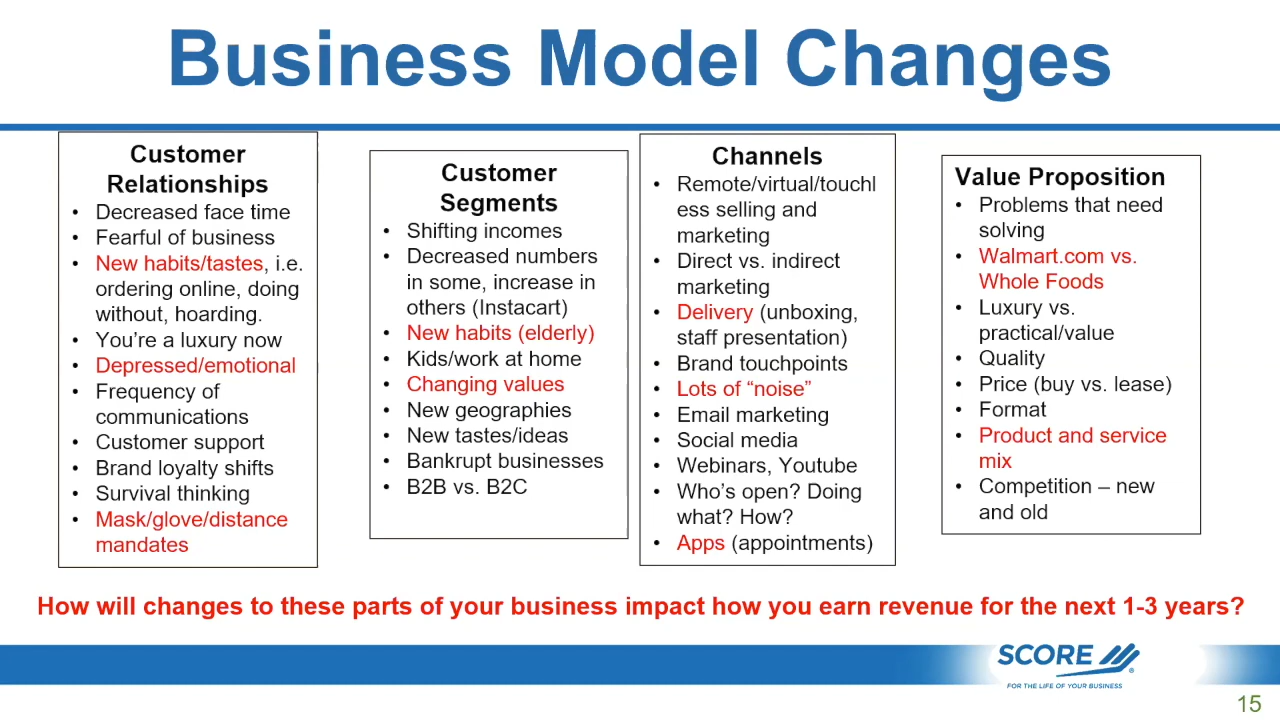 Business Model Changes
Customer
Relationships
• Decreased face time
• Fearful of business
• New habits/tastes, i.e.
ordering online, doing
without, hoarding.
• You’re a luxury now
• Depressed/emotional
• Frequency of
communications
• Customer support
• Brand loyalty shifts
• Survival thinking
• Mask/glove/distance
mandates
Customer
Segments
• Shifting incomes
• Decreased numbers
in some, increase in
others (Instacart)
• New habits (elderly)
• Kids/work at home
• Changing values
• New geographies
• New tastes/ideas
• Bankrupt businesses
• B2B vs. B2C
Channels
• Remote/virtual/touchl
ess selling and
marketing
• Direct vs. indirect
marketing
• Delivery (unboxing,
staff presentation)
• Brand touchpoints
• Lots of “noise”
• Email marketing
• Social media
• Webinars, Youtube
• Who’s open? Doing
what? How?
• Apps (appointments)
Value Proposition
• Problems that need
solving
• Walmart.com vs.
Whole Foods
• Luxury vs.
practical/value
• Quality
• Price (buy vs. lease)
• Format
• Product and service
mix
• Competition – new
and old
How will changes to these parts of your business impact how you earn revenue for the next 1-3 years?
SCORE
®
FOR THE LIFE OF YOUR BUSINESS
15